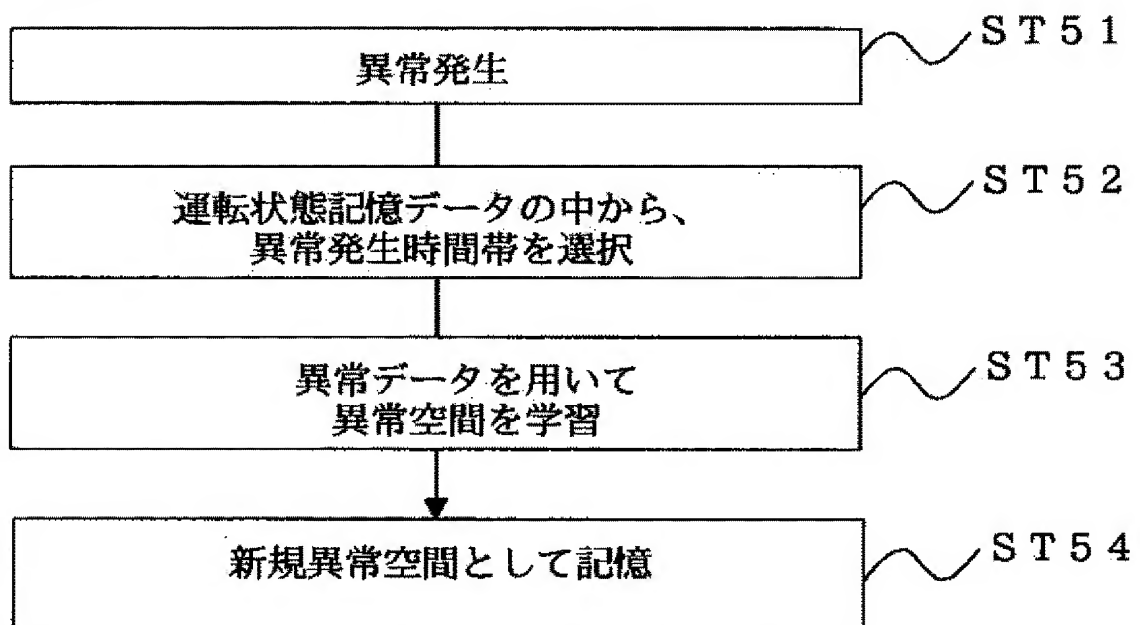 異常発生
ST51
運転状態記憶データの中から、
異常発生時間帯を選択
ST52
異常データを用いて
異常空間を学習
ST53
新規異常空間として記憶
ST54